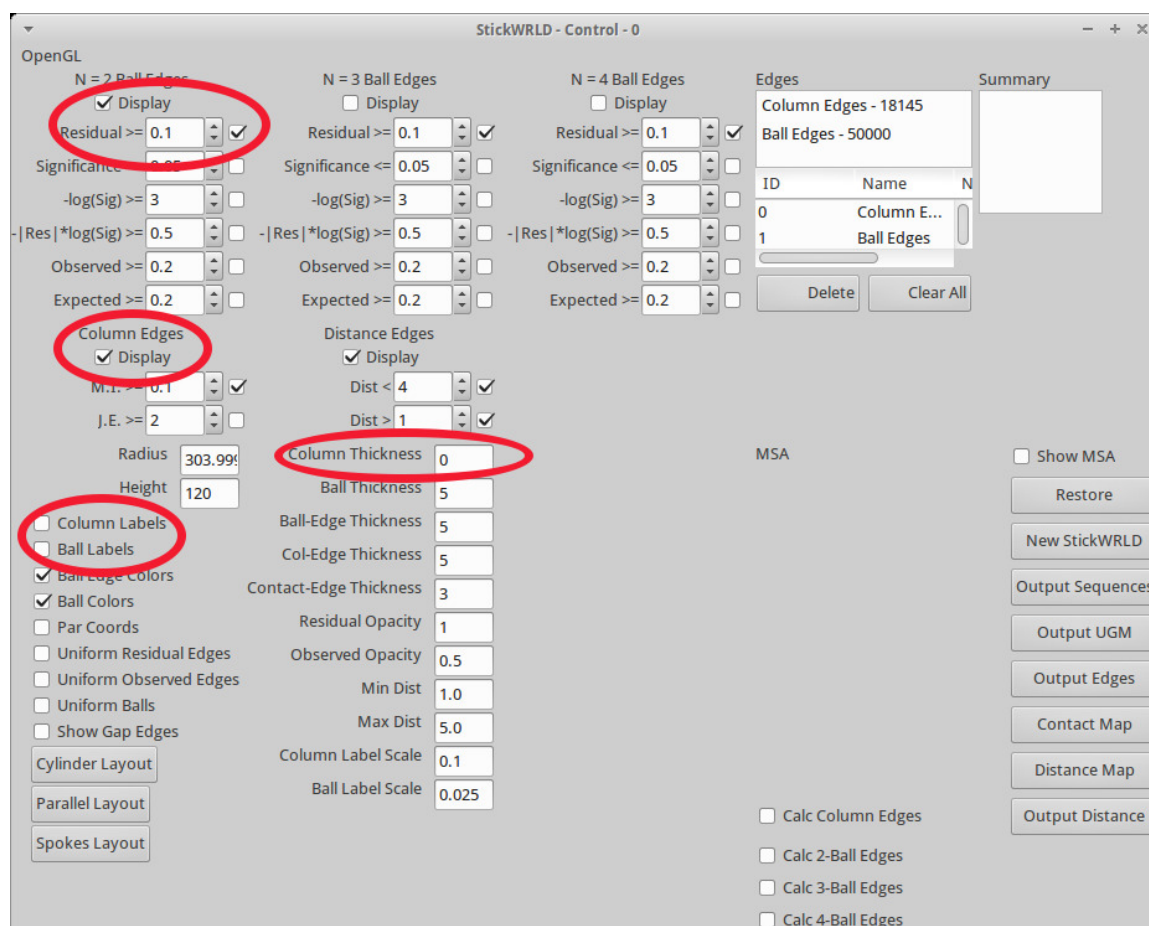 StickWRLD - Control - 0
OpenGL
N = 2 Ball Edges
Display
Residual >= 0.1
Significance 0.05
-log(Sig) >= 3
-|Res|*log(Sig) >= 0.5
Observed >= 0.2
Expected >= 0.2
N = 3 Ball Edges
Display
Residual >= 0.1
Significance <= 0.05
-log(Sig) >= 3
-|Res|*log(Sig) >= 0.5
Observed >= 0.2
Expected >= 0.2
N = 4 Ball Edges
Display
Residual >= 0.1
Significance <= 0.05
-log(Sig) >= 3
-|Res|*log(Sig) >= 0.5
Observed >= 0.2
Expected >= 0.2
Edges
Column Edges - 18145
Ball Edges - 50000
ID Name N
0 Column E...
1 Ball Edges
Delete Clear All
Summary
Column Edges
Display
M.I. >= 0.1
J.E. >= 2
Distance Edges
Display
Dist < 4
Dist > 1
Radius 303.999
Height 120
Column Labels
Ball Labels
Ball Edge Colors
Ball Colors
Par Coords
Uniform Residual Edges
Uniform Observed Edges
Uniform Balls
Show Gap Edges
Cylinder Layout
Parallel Layout
Spokes Layout
Column Thickness 0
Ball Thickness 5
Ball-Edge Thickness 5
Col-Edge Thickness 5
Contact-Edge Thickness 3
Residual Opacity 1
Observed Opacity 0.5
Min Dist 1.0
Max Dist 5.0
Column Label Scale 0.1
Ball Label Scale 0.025
MSA
Calc Column Edges
Calc 2-Ball Edges
Calc 3-Ball Edges
Calc 4-Ball Edges
Show MSA
Restore
New StickWRLD
Output Sequences
Output UGM
Output Edges
Contact Map
Distance Map
Output Distance